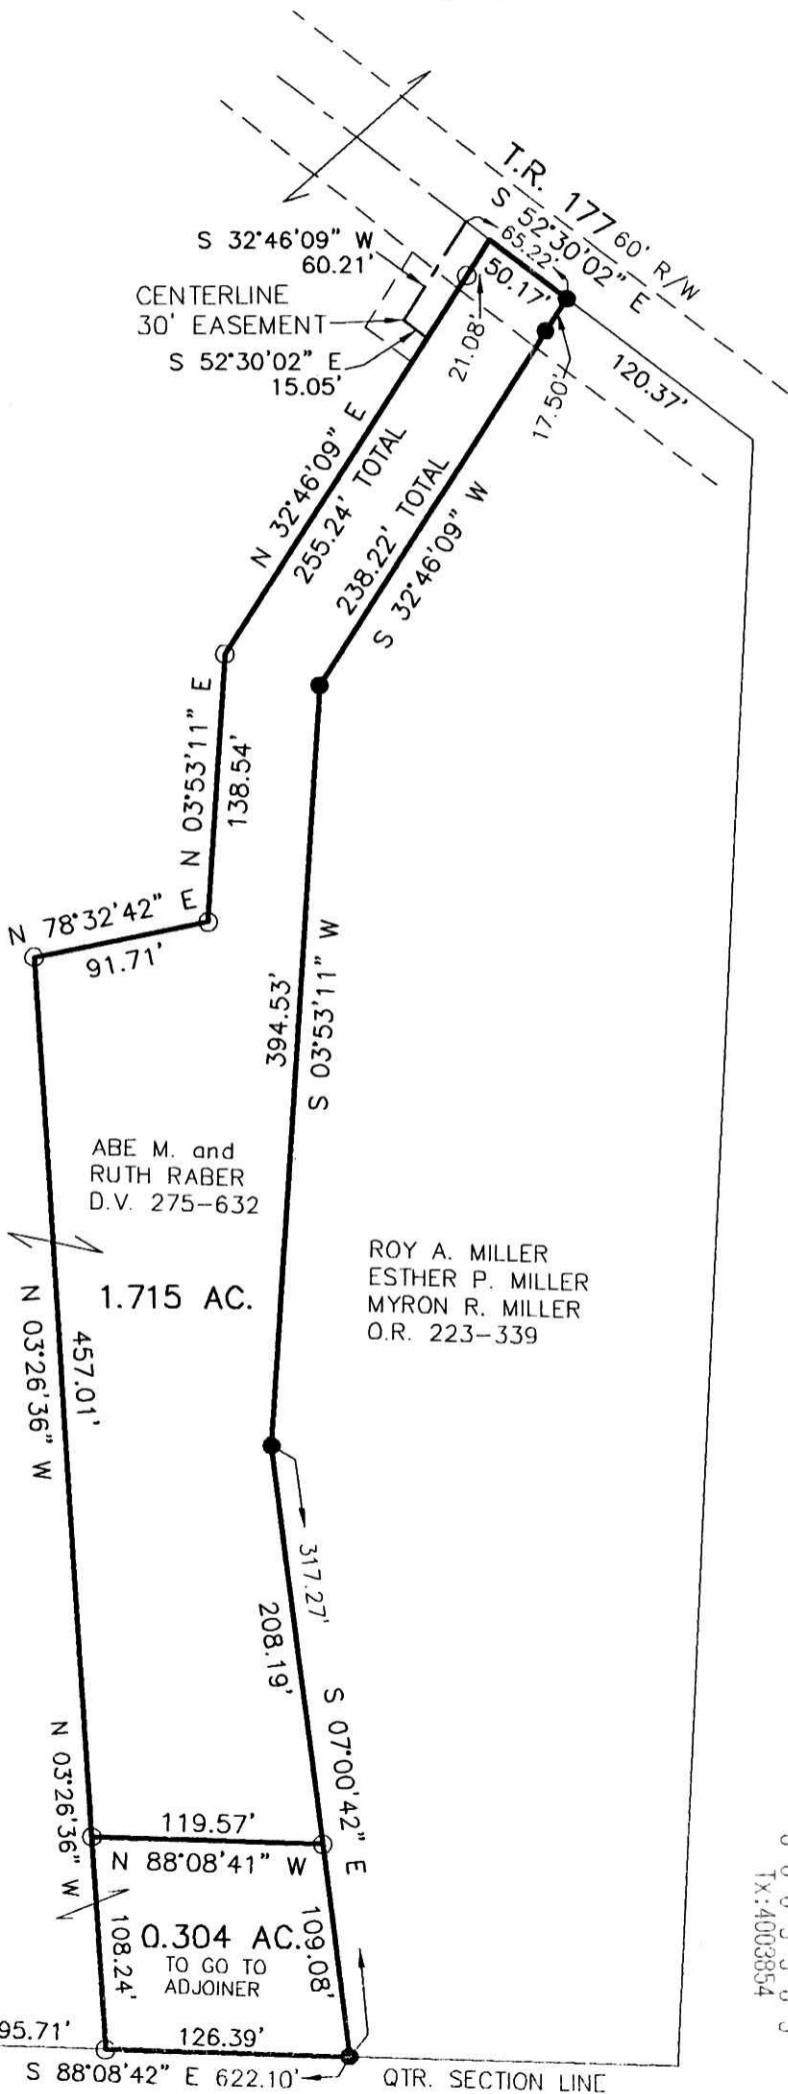 T.R. 177 60' R/W
S 52°30'02" E
65.22'
50.17'
S 32°46'09" W
60.21'
CENTERLINE
30' EASEMENT
S 52°30'02" E
15.05'
21.08'
17.50'
120.37'
N 32°46'09" E
255.24' TOTAL
238.22' TOTAL
S 32°46'09" W
N 03°53'11" E
138.54'
N 78°32'42" E
91.71'
394.53'
S 03°53'11" W
ABE M. and
RUTH RABER
D.V. 275-632
1.715 AC.
ROY A. MILLER
ESTHER P. MILLER
MYRON R. MILLER
O.R. 223-339
N 03°26'36" W
457.01'
317.27'
208.19'
S 07°00'42" E
N 03°26'36" W
119.57'
N 88°08'41" W
108.24'
0.304 AC.
TO GO TO
ADJOINER
109.08'
Tx:4003854
95.71'
126.39'
S 88°08'42" E 622.10'
QTR. SECTION LINE